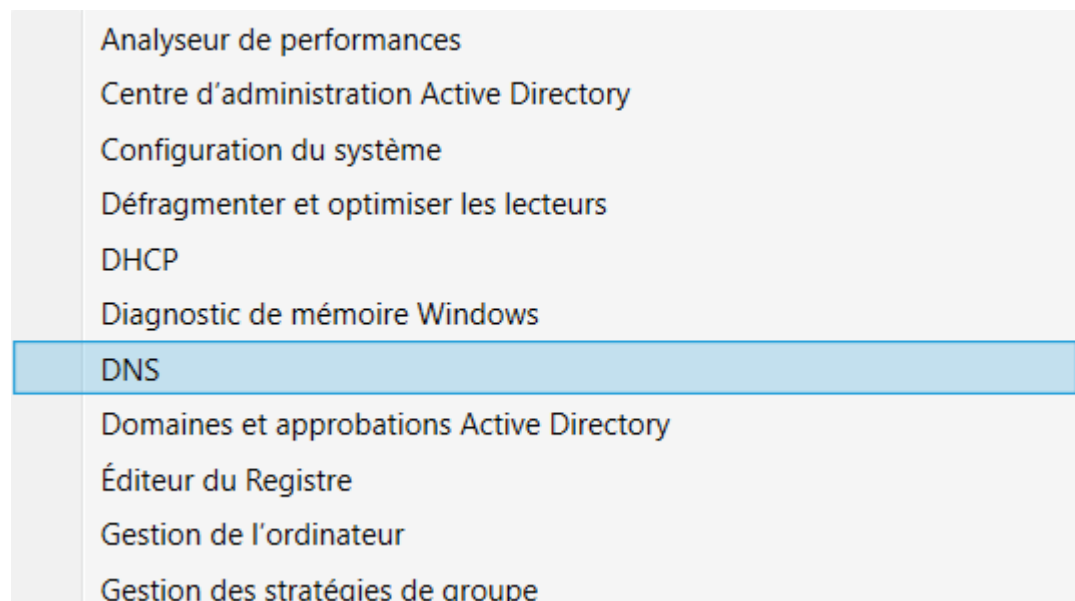 Analyseur de performances
Centre d’administration Active Directory
Configuration du système
Défragmenter et optimiser les lecteurs
DHCP
Diagnostic de mémoire Windows
DNS
Domaines et approbations Active Directory
Éditeur du Registre
Gestion de l’ordinateur
Gestion des stratégies de groupe